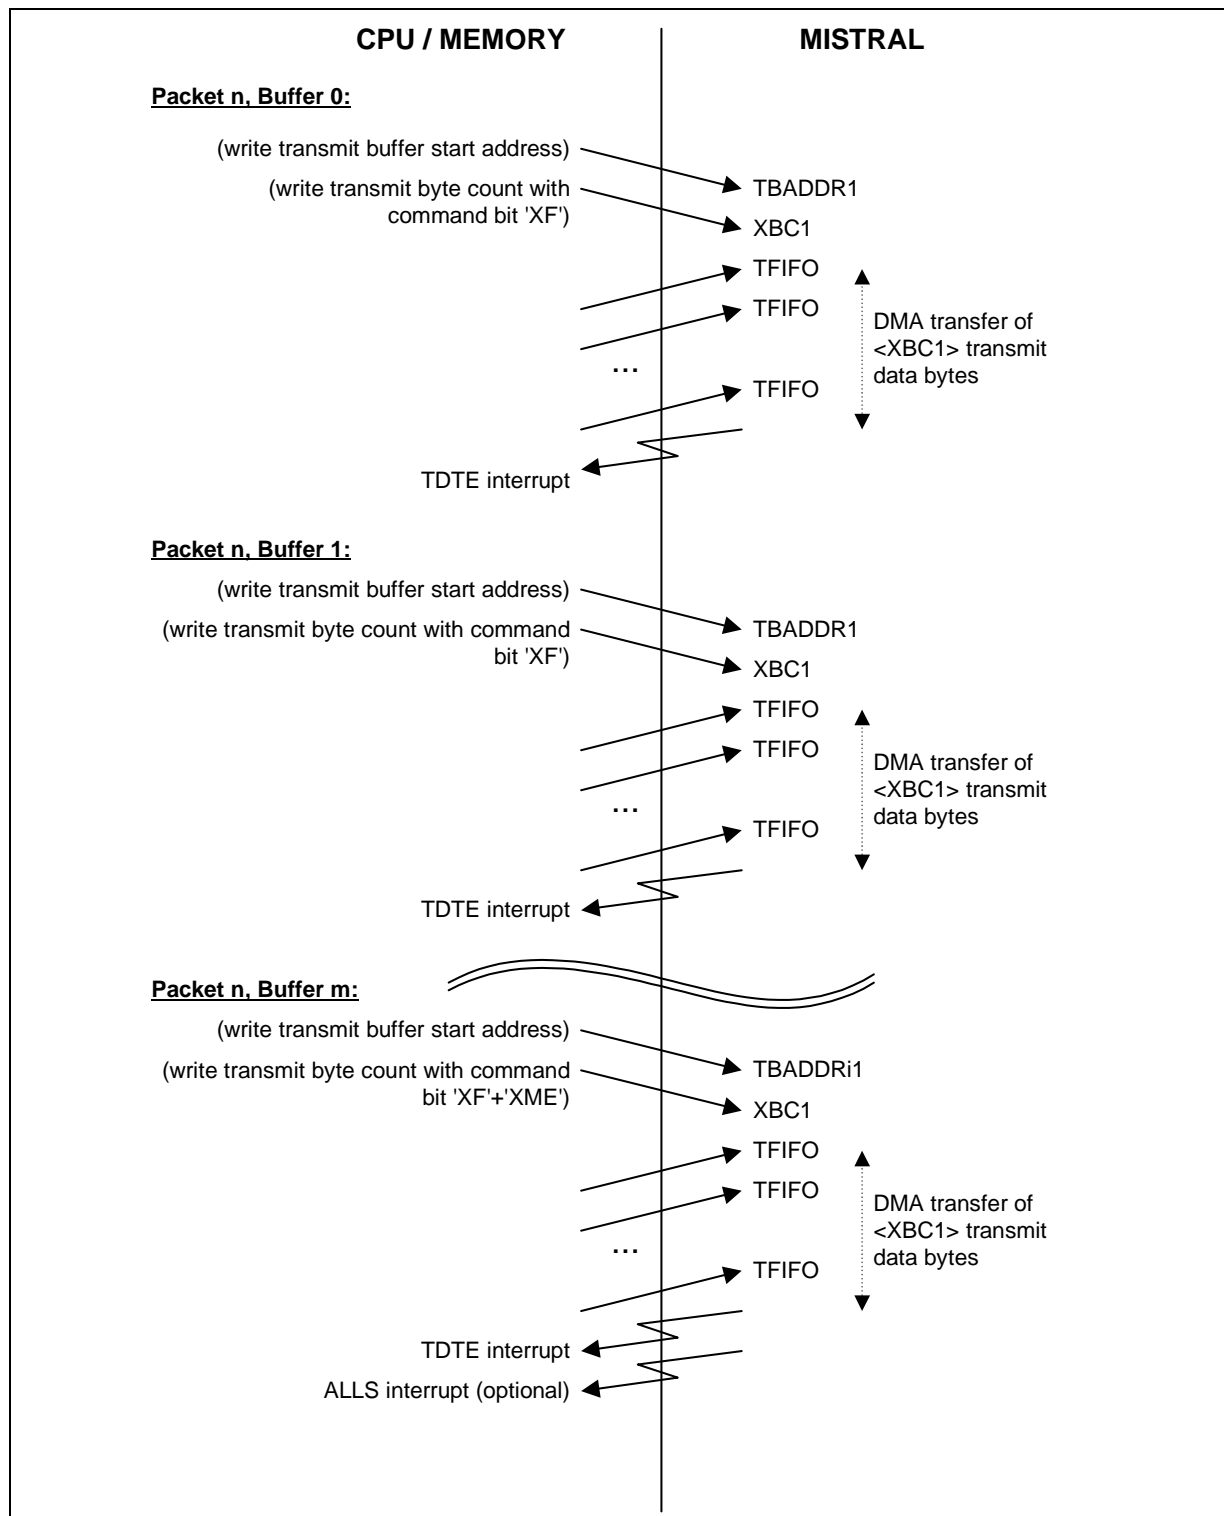 CPU / MEMORY MISTRAL
Packet n, Buffer 0:
(write transmit buffer start address)
TBADDR1
(write transmit byte count with
command bit 'XF')
XBC1
TFIFO
TFIFO
DMA transfer of
<XBC1> transmit
data bytes
...
TFIFO
TDTE interrupt
Packet n, Buffer 1:
(write transmit buffer start address)
TBADDR1
(write transmit byte count with command
bit 'XF')
XBC1
TFIFO
TFIFO
DMA transfer of
<XBC1> transmit
data bytes
...
TFIFO
TDTE interrupt
Packet n, Buffer m:
(write transmit buffer start address)
TBADDRi1
(write transmit byte count with command
bit 'XF'+'XME')
XBC1
TFIFO
TFIFO
DMA transfer of
<XBC1> transmit
data bytes
...
TFIFO
TDTE interrupt
ALLS interrupt (optional)